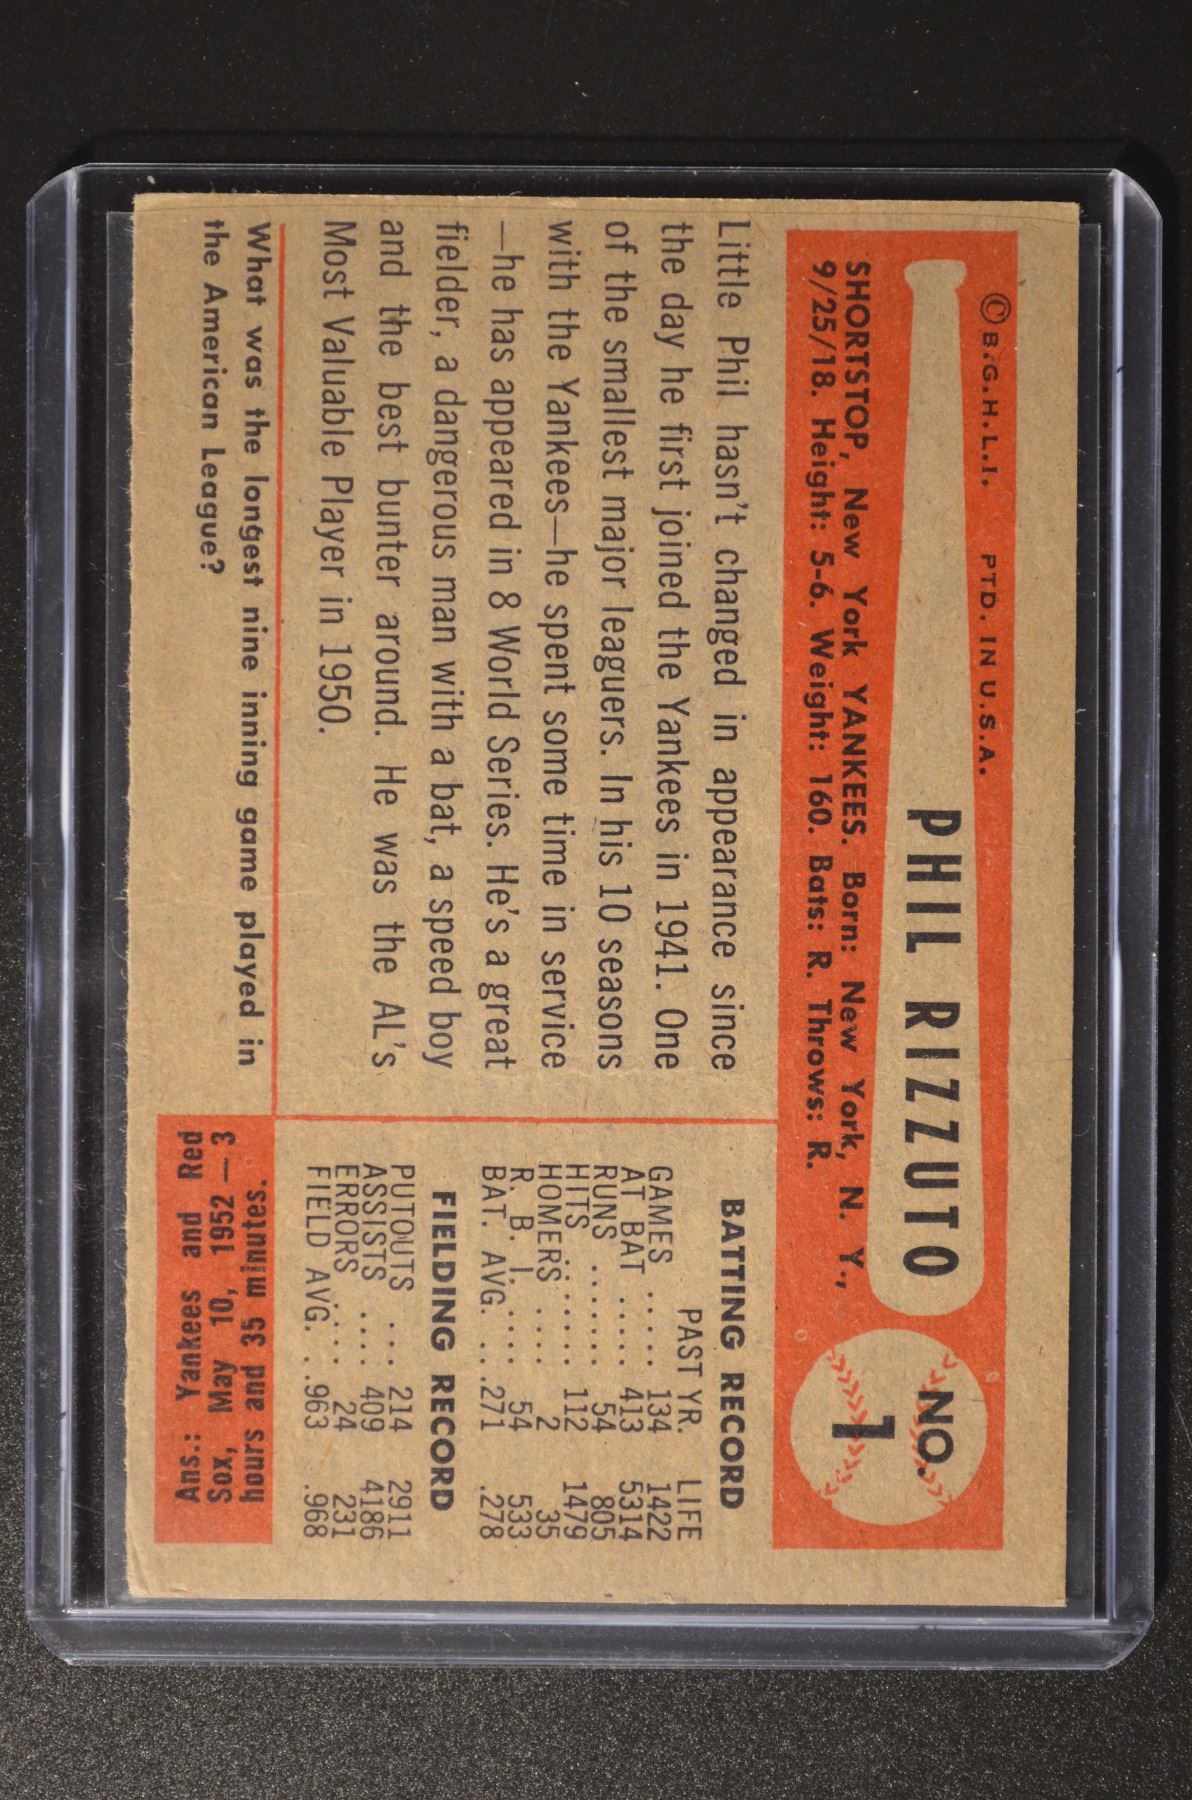 © B.G.H.L.I. PTD. IN U.S.A.
PHIL RIZZUTO
NO.
1
SHORTSTOP, New York YANKEES. Born: New York, N. Y.,
9/25/18. Height: 5-6. Weight: 160. Bats: R. Throws: R.
Little Phil hasn't changed in appearance since
the day he first joined the Yankees in 1941. One
of the smallest major leaguers. In his 10 seasons
with the Yankees—he spent some time in service
—he has appeared in 8 World Series. He's a great
fielder, a dangerous man with a bat, a speed boy
and the best bunter around. He was the AL's
Most Valuable Player in 1950.
BATTING RECORD
PAST YR. LIFE
GAMES ..... 134 1422
AT BAT ..... 413 5314
RUNS ....... 54 805
HITS ...... 112 1479
HOMERS .... 2 35
R. B. I. .... 54 533
BAT. AVG. ...271 .278
FIELDING RECORD
PUTOUTS ... 214 2911
ASSISTS .... 409 4186
ERRORS .... 24 231
FIELD AVG. ..963 .968
What was the longest nine inning game played in
the American League?
Ans.: Yankees and Red
Sox, May 10, 1952 — 3
hours and 35 minutes.